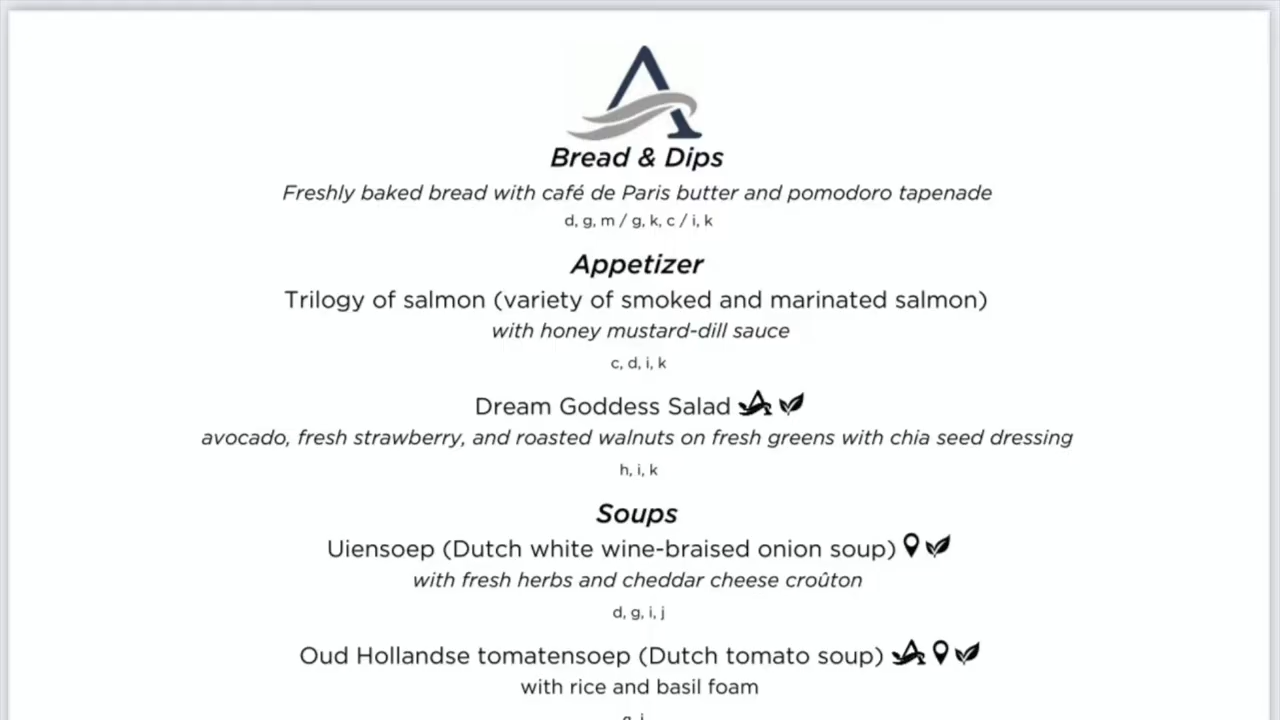 Bread & Dips
Freshly baked bread with café de Paris butter and pomodoro tapenade
d, g, m / g, k, c / i, k
Appetizer
Trilogy of salmon (variety of smoked and marinated salmon)
with honey mustard-dill sauce
c, d, i, k
Dream Goddess Salad
avocado, fresh strawberry, and roasted walnuts on fresh greens with chia seed dressing
h, i, k
Soups
Uiensoep (Dutch white wine-braised onion soup)
with fresh herbs and cheddar cheese croûton
d, g, i, j
Oud Hollandse tomatensoep (Dutch tomato soup)
with rice and basil foam